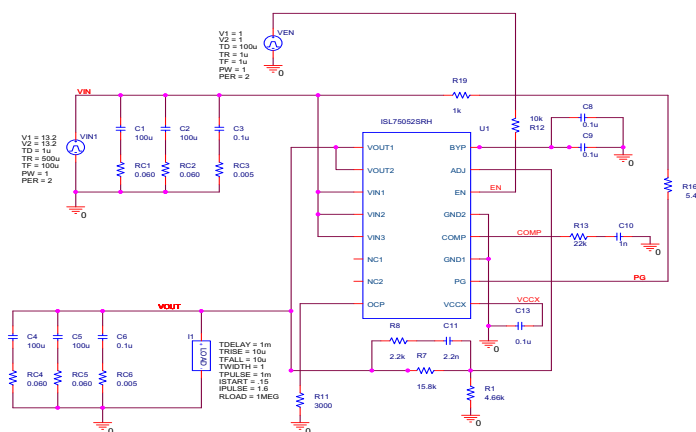 V1 = 1
V2 = 1
TD = 100u
TR = 1u
TF = 1u
PW = 1
PER = 2
VEN
0
VIN
R19
1k
ISL75052SRH
U1
10k
R12
C8
0.1u
C9
0.1u
0
V1 = 13.2
V2 = 13.2
TD = 1u
TR = 500u
TF = 100u
PW = 1
PER = 2
VIN1
C1
100u
C2
100u
C3
0.1u
RC1
0.060
RC2
0.060
RC3
0.005
0
VOUT1
VOUT2
VIN1
VIN2
VIN3
NC1
NC2
OCP
BYP
ADJ
EN
GND2
COMP
GND1
PG
VCCX
EN
COMP
R13
22k
C10
1n
0
R16
5.4
PG
VCCX
C13
0.1u
0
VOUT
C4
100u
C5
100u
C6
0.1u
RC4
0.060
RC5
0.060
RC6
0.005
0
I1
LOAD
TDELAY = 1m
TRISE = 10u
TFALL = 10u
TWIDTH = 1
TPULSE = 1m
ISTART = .15
IPULSE = 1.6
RLOAD = 1MEG
R8
2.2k
C11
2.2n
R7
15.8k
R11
3000
0
R1
4.66k
0